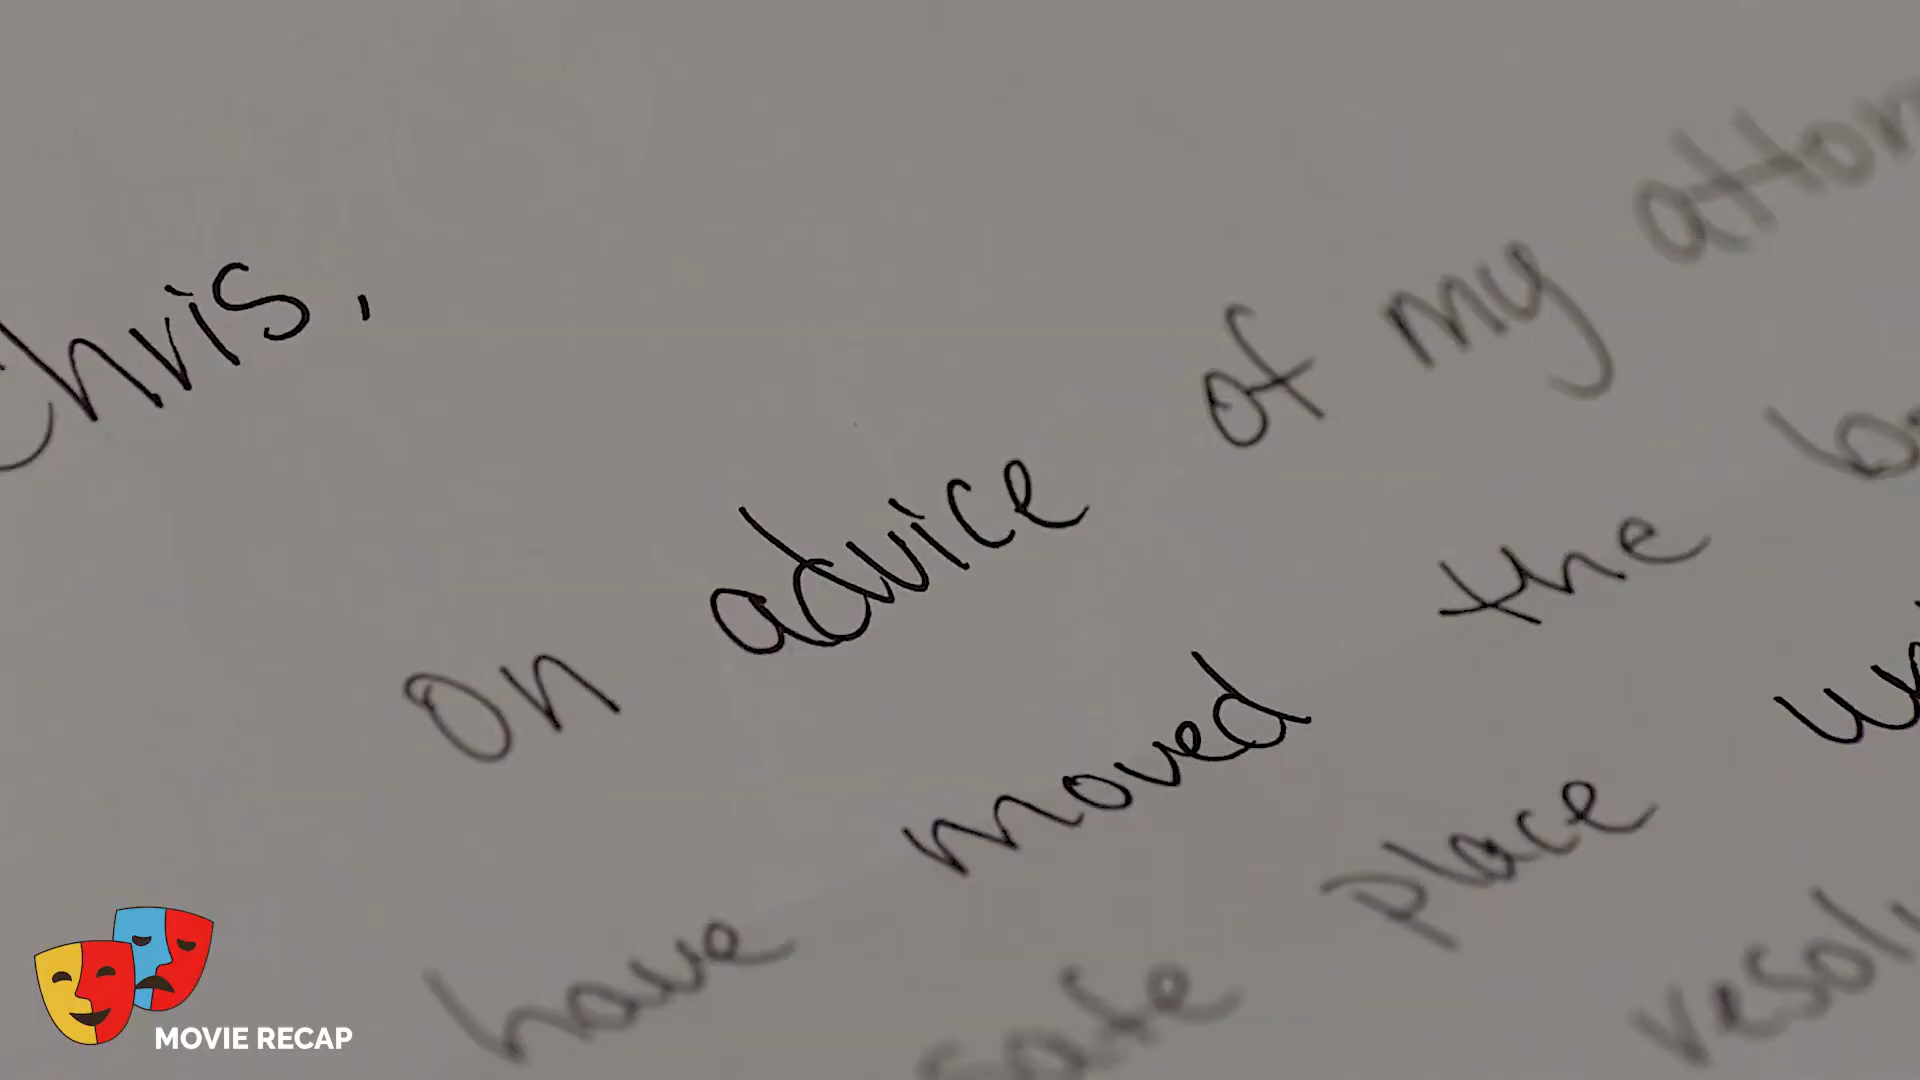 Chris,
on advice of my
have moved the
safe place
MOVIE RECAP